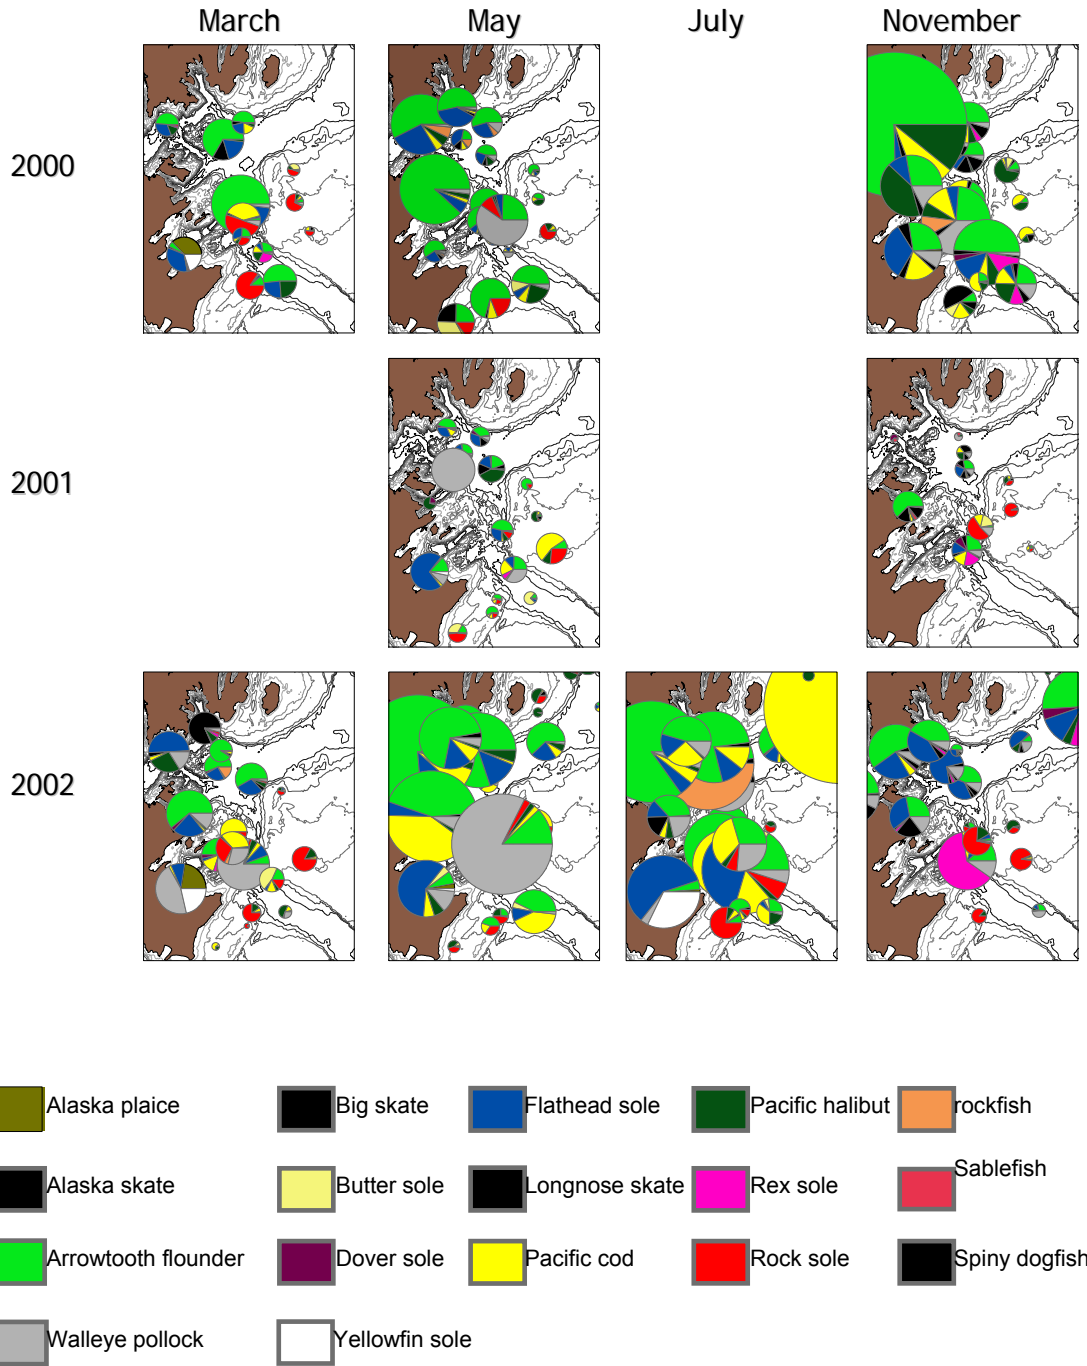 March May July November
2000
2001
2002
Alaska plaice Big skate Flathead sole Pacific halibut rockfish
Alaska skate Butter sole Longnose skate Rex sole Sablefish
Arrowtooth flounder Dover sole Pacific cod Rock sole Spiny dogfish
Walleye pollock Yellowfin sole